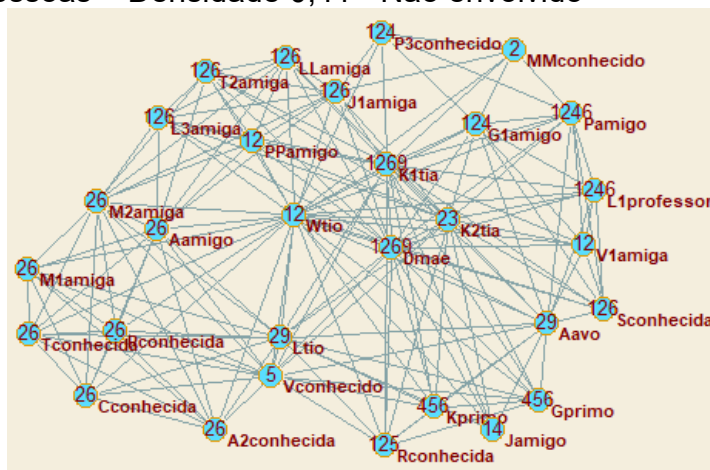 Densidade 0,44 - Não envolvido
124 P3conhecido
2 MMconhecido
126 LLamiga
126 T2amiga
126 J1amiga
126 L3amiga
12 PPamigo
124 G1amigo
1246 Pamigo
1269 K1tia
1246 L1professor
26 M2amiga
26 Aamigo
12 Wtio
23 K2tia
12 V1amiga
1269 Dmae
26 M1amiga
126 Sconhecida
26 Tconhecido
26 Rconhecida
29 Ltio
29 Aavo
5 Vconhecido
26 Cconhecida
456 Kprimo
456 Gprimo
26 A2conhecida
14 Jamigo
125 Rconhecida